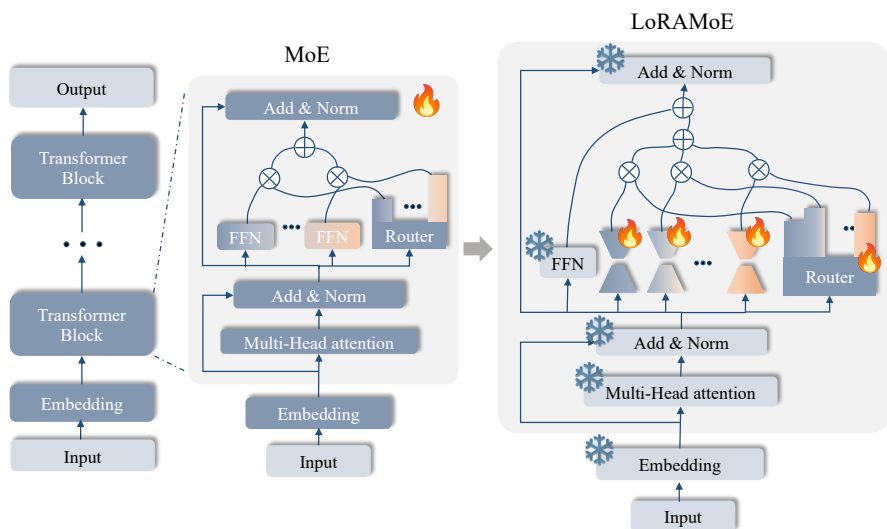 Output
Transformer
Block
Transformer
Block
Embedding
Input
MoE
Add & Norm
FFN
FFN
Router
Add & Norm
Multi-Head attention
Embedding
Input
LoRAMoE
Add & Norm
FFN
Router
Add & Norm
Multi-Head attention
Embedding
Input